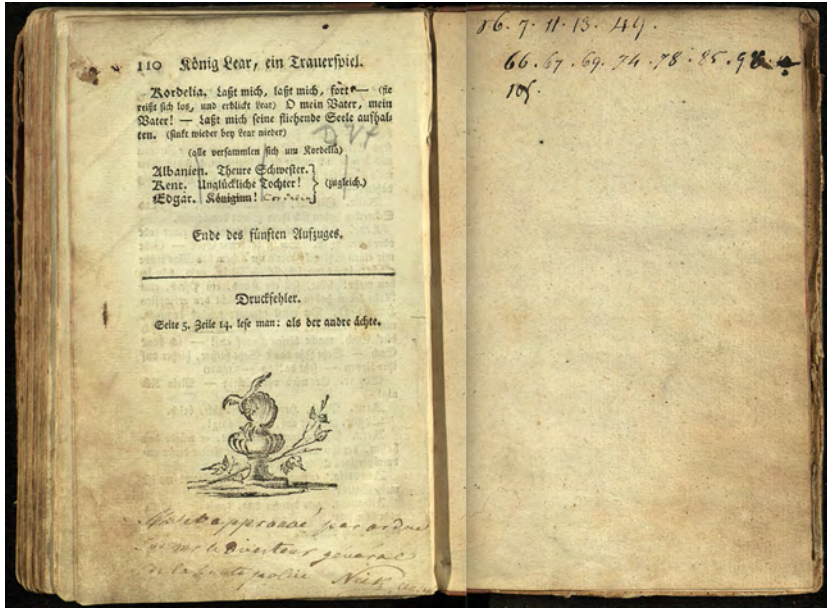 110 König Lear, ein Trauerspiel.
Kordelia. Laßt mich, laßt mich, fort — (sie
reißt sich los, und erblickt Lear) O mein Vater, mein
Vater! — Laßt mich seine fliehende Seele aufhal-
ten. (sinkt wieder bey Lear nieder)
(alle versammlen sich um Kordelia)
Albanien. Theure Schwester.
Kent. Unglückliche Tochter! (zugleich.)
Edgar. Königinn! Cordelia
Ende des fünften Aufzuges.
Druckfehler.
Seite 5. Zeile 14. lese man: als der andre ächte.
approuvé par ordre
le Directeur general
de la haute police
6. 7. 11. 13. 44.
66. 67. 69. 74. 78. 85. 98.
105.